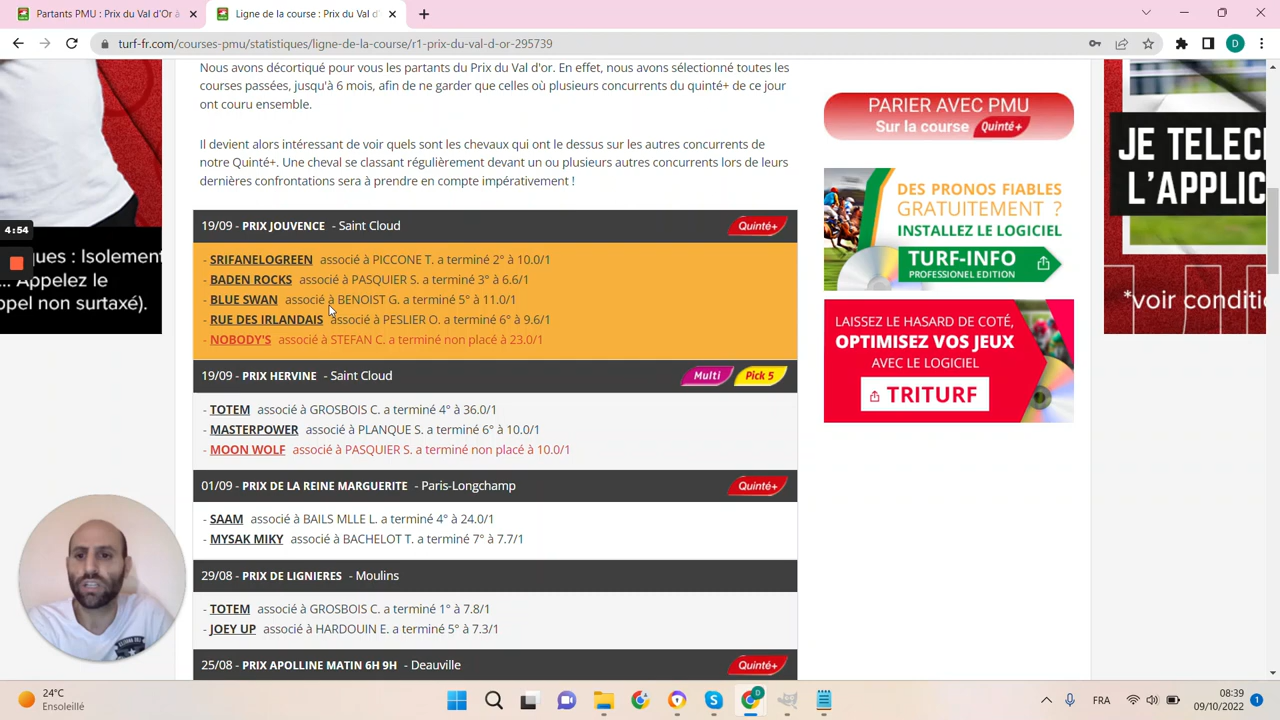 Partants PMU : Prix du Val d'Or à
Ligne de la course : Prix du Val d'
turf-fr.com/courses-pmu/statistiques/ligne-de-la-course/r1-prix-du-val-d-or-295739
D
Nous avons décortiqué pour vous les partants du Prix du Val d'or. En effet, nous avons sélectionné toutes les
courses passées, jusqu'à 6 mois, afin de ne garder que celles où plusieurs concurrents du quinté+ de ce jour
ont couru ensemble.
Il devient alors intéressant de voir quels sont les chevaux qui ont le dessus sur les autres concurrents de
notre Quinté+. Une cheval se classant régulièrement devant un ou plusieurs autres concurrents lors de leurs
dernières confrontations sera à prendre en compte impérativement !
19/09 - PRIX JOUVENCE - Saint Cloud Quinté+
- SRIFANELOGREEN associé à PICCONE T. a terminé 2° à 10.0/1
- BADEN ROCKS associé à PASQUIER S. a terminé 3° à 6.6/1
- BLUE SWAN associé à BENOIST G. a terminé 5° à 11.0/1
- RUE DES IRLANDAIS associé à PESLIER O. a terminé 6° à 9.6/1
- NOBODY'S associé à STEFAN C. a terminé non placé à 23.0/1
19/09 - PRIX HERVINE - Saint Cloud Multi Pick 5
- TOTEM associé à GROSBOIS C. a terminé 4° à 36.0/1
- MASTERPOWER associé à PLANQUE S. a terminé 6° à 10.0/1
- MOON WOLF associé à PASQUIER S. a terminé non placé à 10.0/1
01/09 - PRIX DE LA REINE MARGUERITE - Paris-Longchamp Quinté+
- SAAM associé à BAILS MLLE L. a terminé 4° à 24.0/1
- MYSAK MIKY associé à BACHELOT T. a terminé 7° à 7.7/1
29/08 - PRIX DE LIGNIERES - Moulins
- TOTEM associé à GROSBOIS C. a terminé 1° à 7.8/1
- JOEY UP associé à HARDOUIN E. a terminé 5° à 7.3/1
25/08 - PRIX APOLLINE MATIN 6H 9H - Deauville Quinté+
PARIER AVEC PMU
Sur la course Quinté+
DES PRONOS FIABLES
GRATUITEMENT ?
INSTALLEZ LE LOGICIEL
TURF-INFO
PROFESSIONEL EDITION
LAISSEZ LE HASARD DE COTÉ,
OPTIMISEZ VOS JEUX
AVEC LE LOGICIEL
TRITURF
JE TELEC
L'APPLIC
*voir conditi
4:54
ques : Isolement
... Appelez le
ppel non surtaxé).
24°C
Ensoleillé
D
FRA
08:39
09/10/2022
1